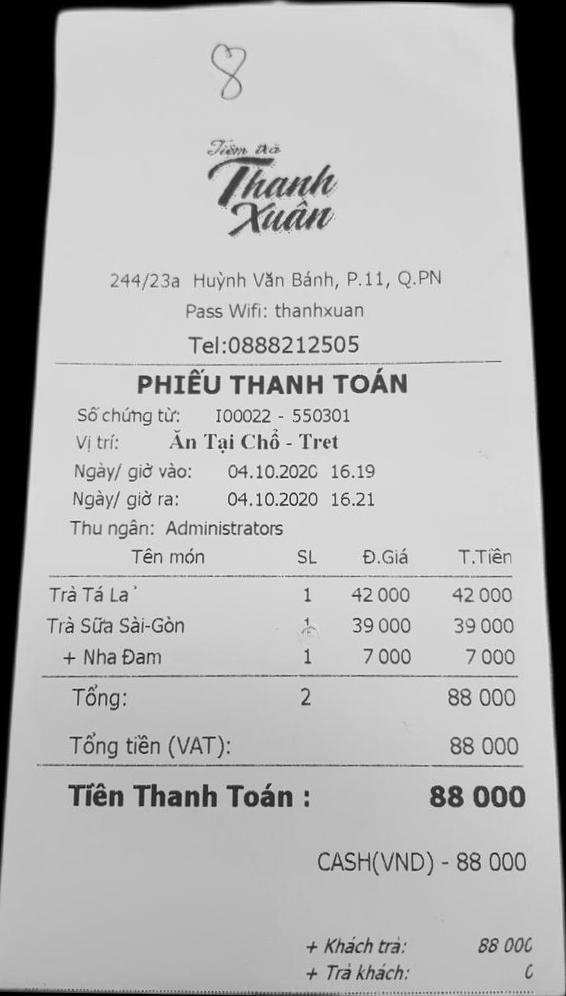 8
Tiệm trà
Thanh
Xuân
244/23a Huỳnh Văn Bánh, P.11, Q.PN
Pass Wifi: thanhxuan
Tel:0888212505
PHIẾU THANH TOÁN
Số chứng từ: I00022 - 550301
Vị trí: Ăn Tại Chổ - Tret
Ngày/ giờ vào: 04.10.2020 16.19
Ngày/ giờ ra: 04.10.2020 16.21
Thu ngân: Administrators
Tên món SL Đ.Giá T.Tiền
Trà Tá Lả 1 42 000 42 000
Trà Sữa Sài-Gòn 1 39 000 39 000
+ Nha Đam 1 7 000 7 000
Tổng: 2 88 000
Tổng tiền (VAT): 88 000
Tiền Thanh Toán : 88 000
CASH(VND) - 88 000
+ Khách trả: 88 000
+ Trả khách: 0